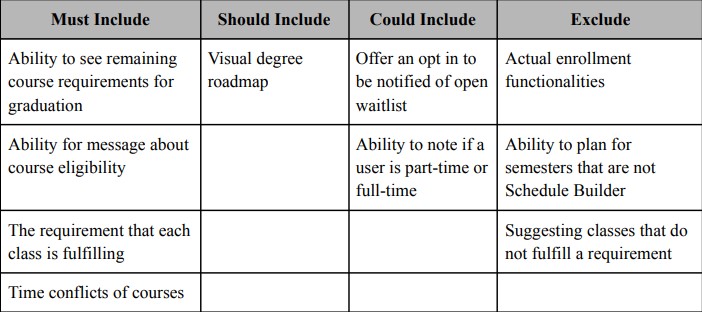 Must Include
Should Include
Could Include
Exclude
Ability to see remaining
course requirements for
graduation
Visual degree
roadmap
Offer an opt in to
be notified of open
waitlist
Actual enrollment
functionalities
Ability for message about
course eligibility
Ability to note if a
user is part-time or
full-time
Ability to plan for
semesters that are not
Schedule Builder
The requirement that each
class is fulfilling
Suggesting classes that do
not fulfill a requirement
Time conflicts of courses